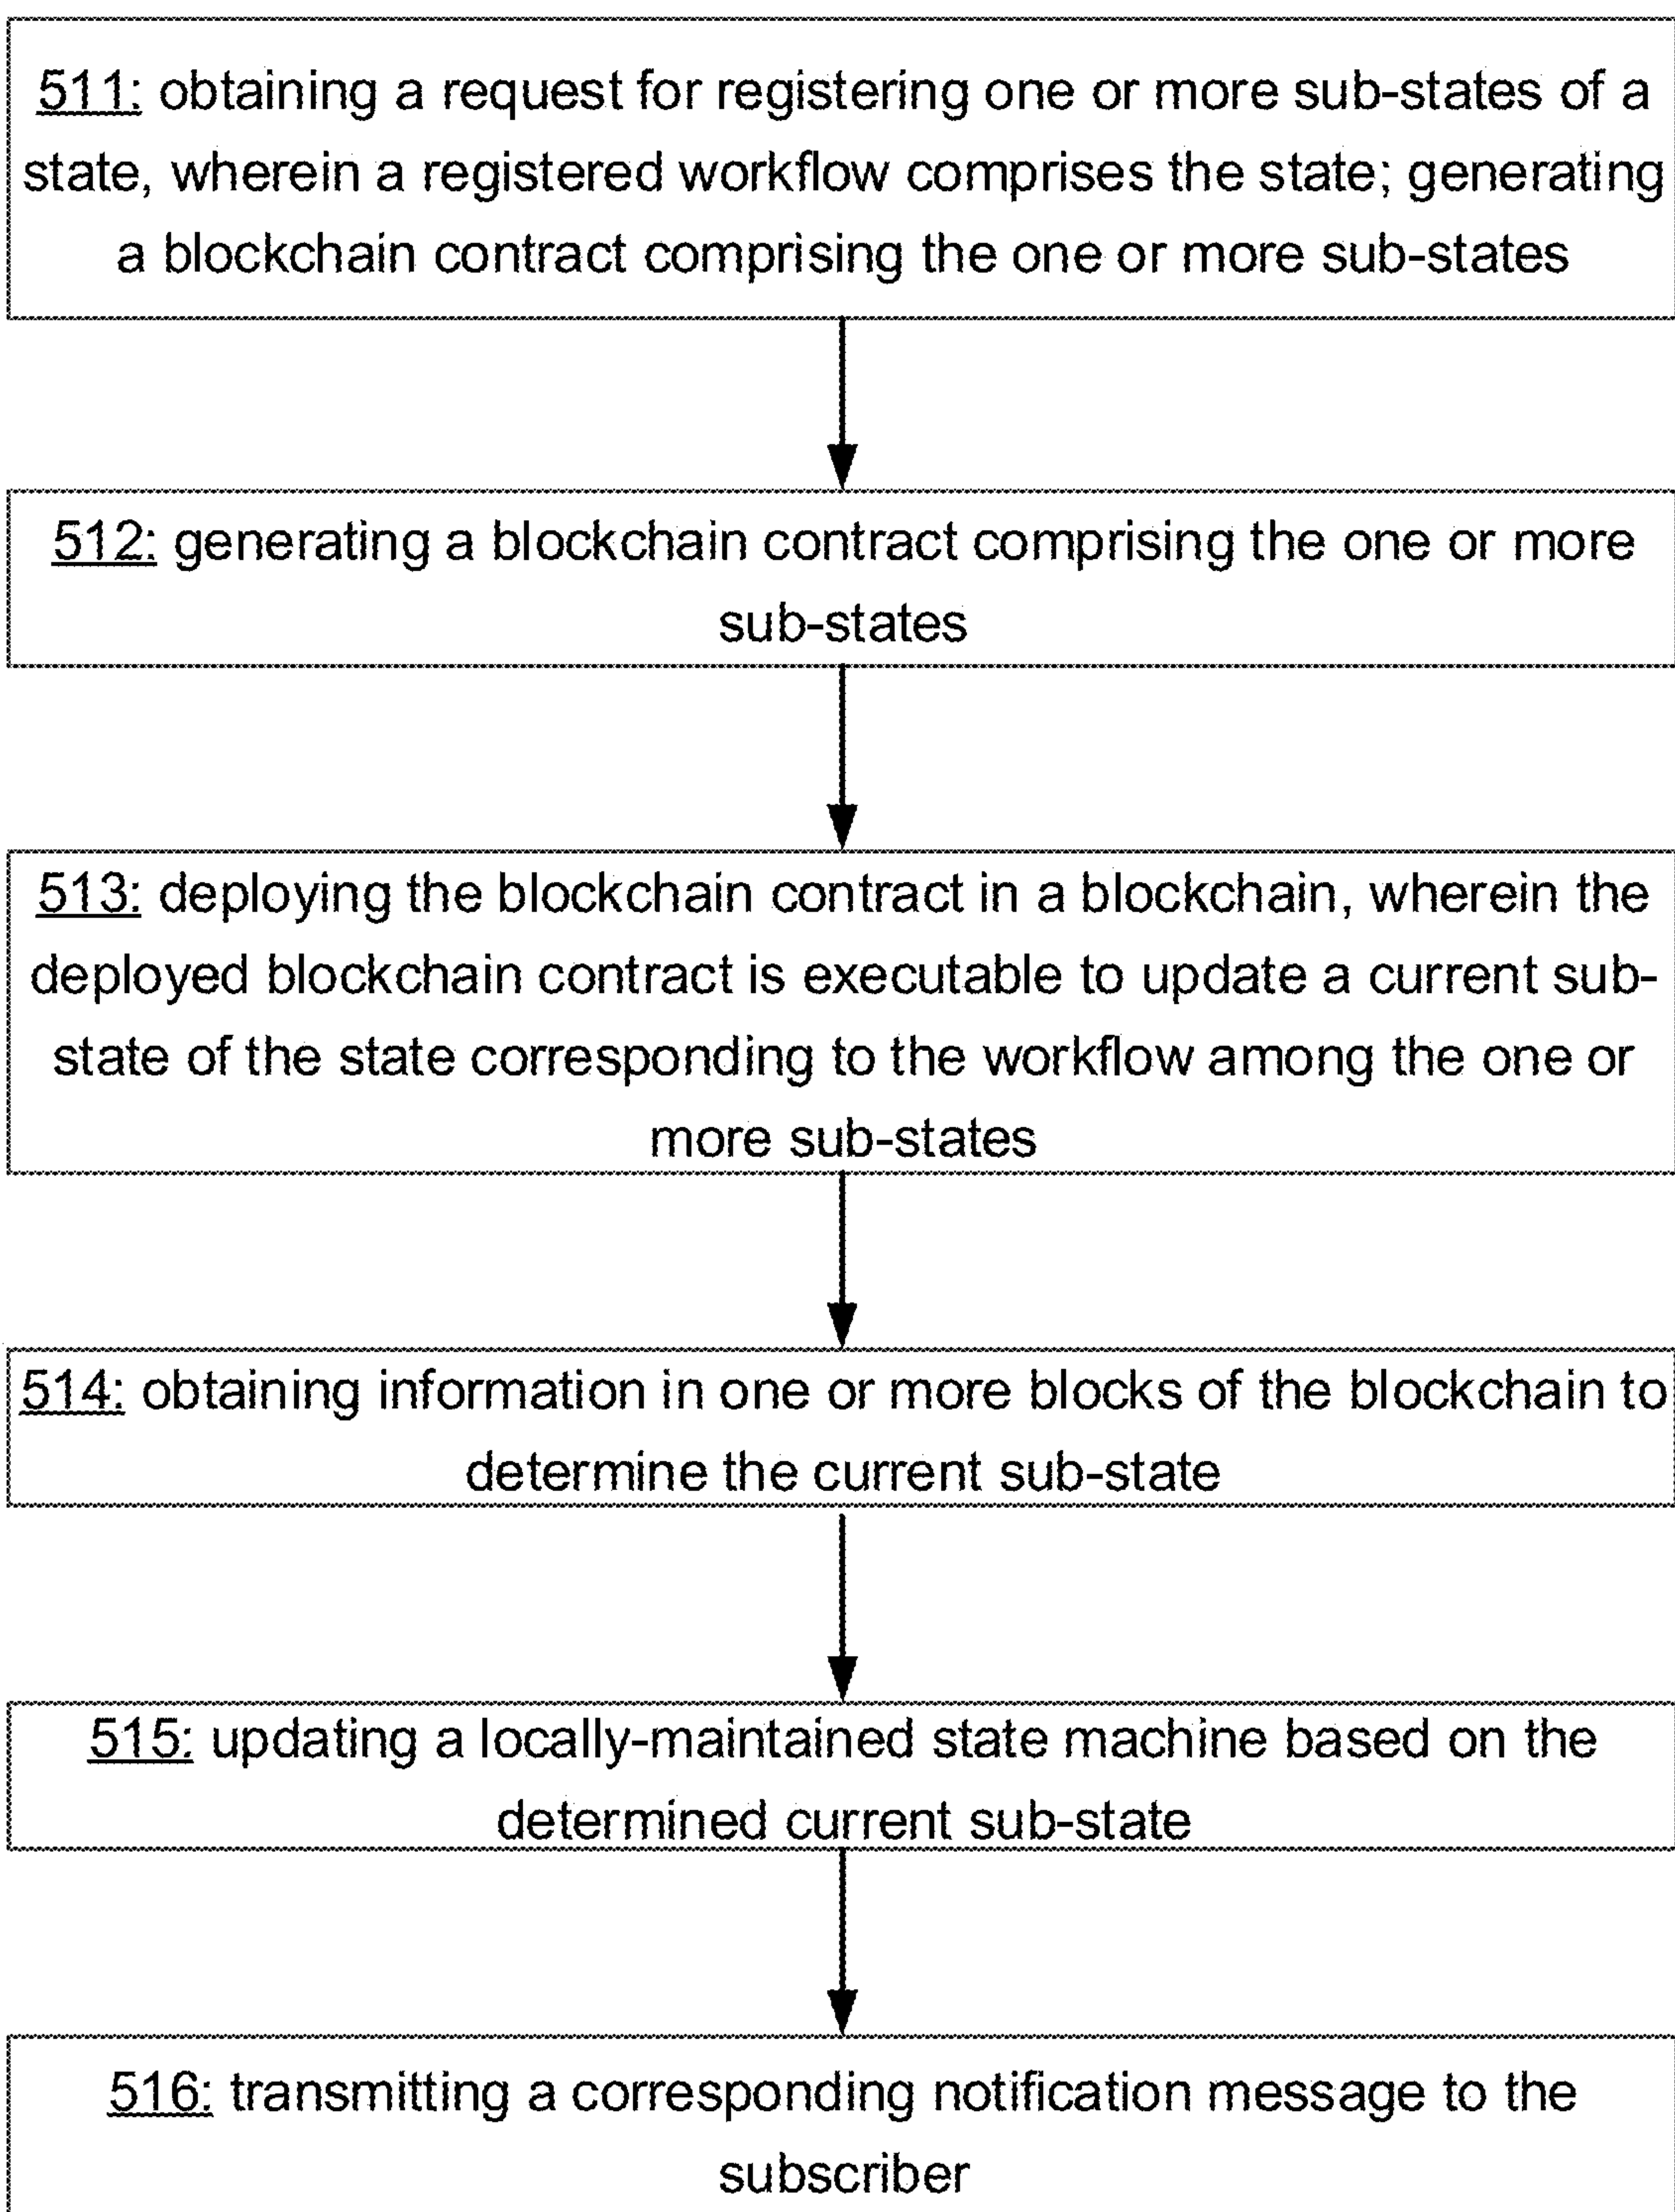 511: obtaining a request for registering one or more sub-states of a
state, wherein a registered workflow comprises the state; generating
a blockchain contract comprising the one or more sub-states
512: generating a blockchain contract comprising the one or more
sub-states
513: deploying the blockchain contract in a blockchain, wherein the
deployed blockchain contract is executable to update a current sub-
state of the state corresponding to the workflow among the one or
more sub-states
514: obtaining information in one or more blocks of the blockchain to
determine the current sub-state
515: updating a locally-maintained state machine based on the
determined current sub-state
516: transmitting a corresponding notification message to the
subscriber